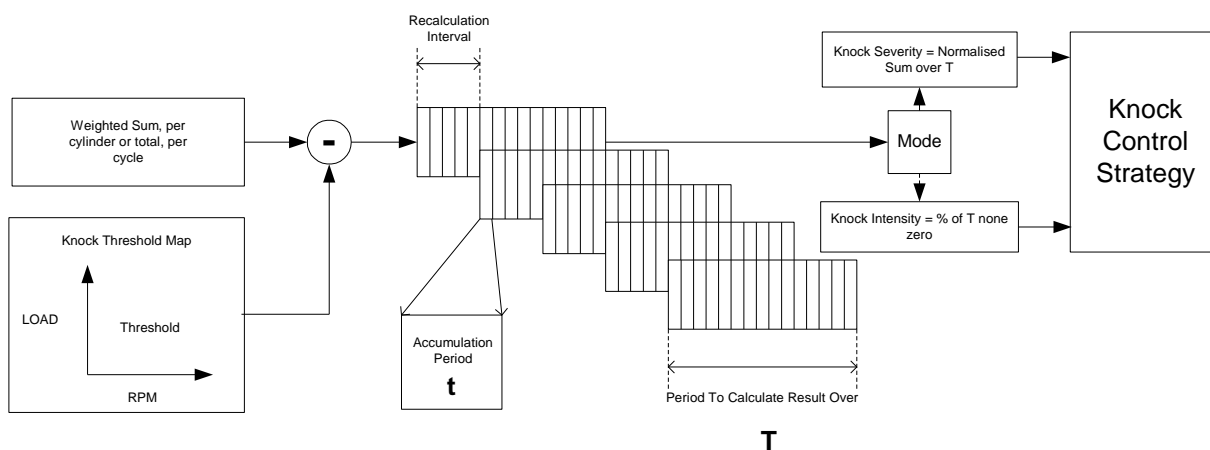 Recalculation
Interval
Weighted Sum, per
cylinder or total, per
cycle
-
Knock Severity = Normalised
Sum over T
Mode
Knock Intensity = % of T none
zero
Knock
Control
Strategy
Knock Threshold Map
LOAD
Threshold
RPM
Accumulation
Period
t
Period To Calculate Result Over
T